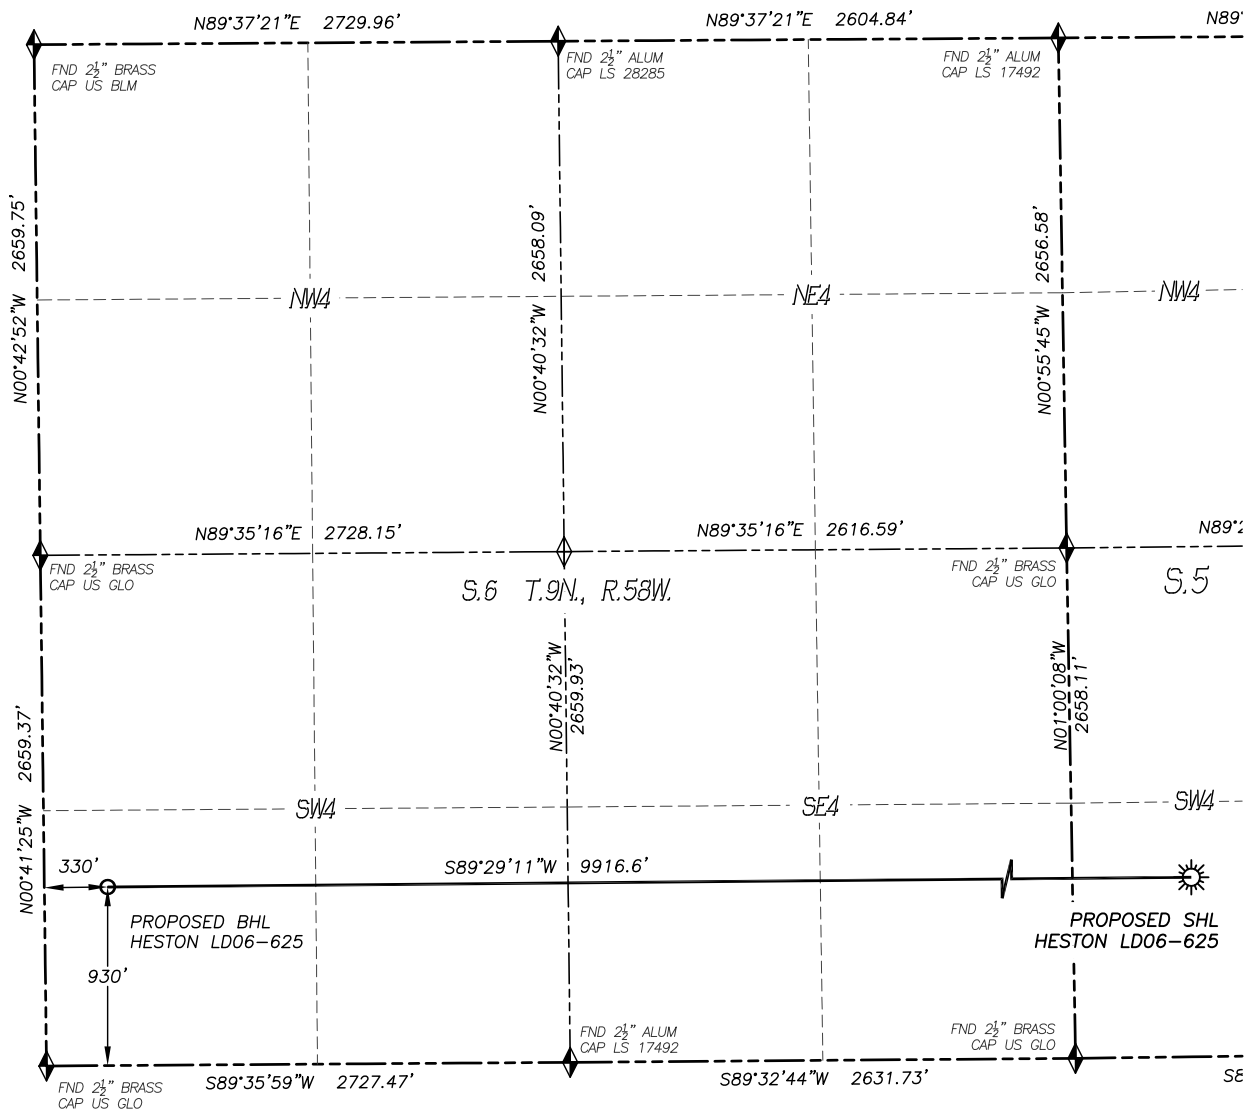 N89°37'21"E 2729.96'
N89°37'21"E 2604.84'
N89°
FND 2½" BRASS
CAP US BLM
FND 2½" ALUM
CAP LS 28285
FND 2½" ALUM
CAP LS 17492
N00°42'52"W 2659.75'
N00°40'32"W 2658.09'
N00°55'45"W 2656.58'
NW4
NE4
NW4
N89°35'16"E 2728.15'
N89°35'16"E 2616.59'
N89°2
FND 2½" BRASS
CAP US GLO
FND 2½" BRASS
CAP US GLO
S.6 T.9N., R.58W.
S.5
N00°41'25"W 2659.37'
N00°40'32"W
2659.93'
N01°00'08"W
2658.11'
SW4
SE4
SW4
330'
S89°29'11"W 9916.6'
PROPOSED BHL
HESTON LD06-625
PROPOSED SHL
HESTON LD06-625
930'
FND 2½" ALUM
CAP LS 17492
FND 2½" BRASS
CAP US GLO
FND 2½" BRASS
CAP US GLO
S89°35'59"W 2727.47'
S89°32'44"W 2631.73'
S8